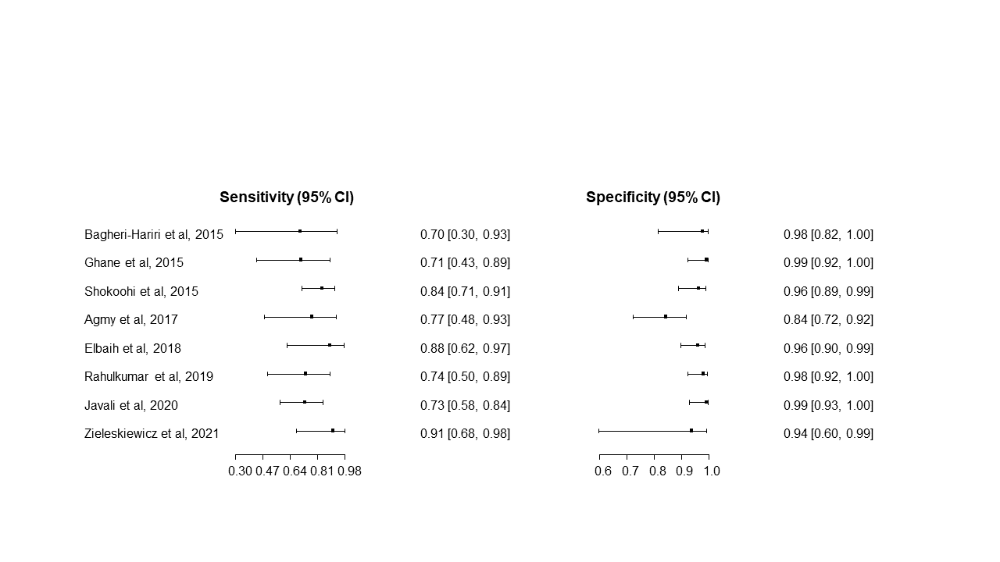 Sensitivity (95% CI) Specificity (95% CI)
Bagheri-Hariri et al, 2015 0.70 [0.30, 0.93] 0.98 [0.82, 1.00]
Ghane et al, 2015 0.71 [0.43, 0.89] 0.99 [0.92, 1.00]
Shokoohi et al, 2015 0.84 [0.71, 0.91] 0.96 [0.89, 0.99]
Agmy et al, 2017 0.77 [0.48, 0.93] 0.84 [0.72, 0.92]
Elbaih et al, 2018 0.88 [0.62, 0.97] 0.96 [0.90, 0.99]
Rahulkumar et al, 2019 0.74 [0.50, 0.89] 0.98 [0.92, 1.00]
Javali et al, 2020 0.73 [0.58, 0.84] 0.99 [0.93, 1.00]
Zieleskiewicz et al, 2021 0.91 [0.68, 0.98] 0.94 [0.60, 0.99]
0.30 0.47 0.64 0.81 0.98 0.6 0.7 0.8 0.9 1.0